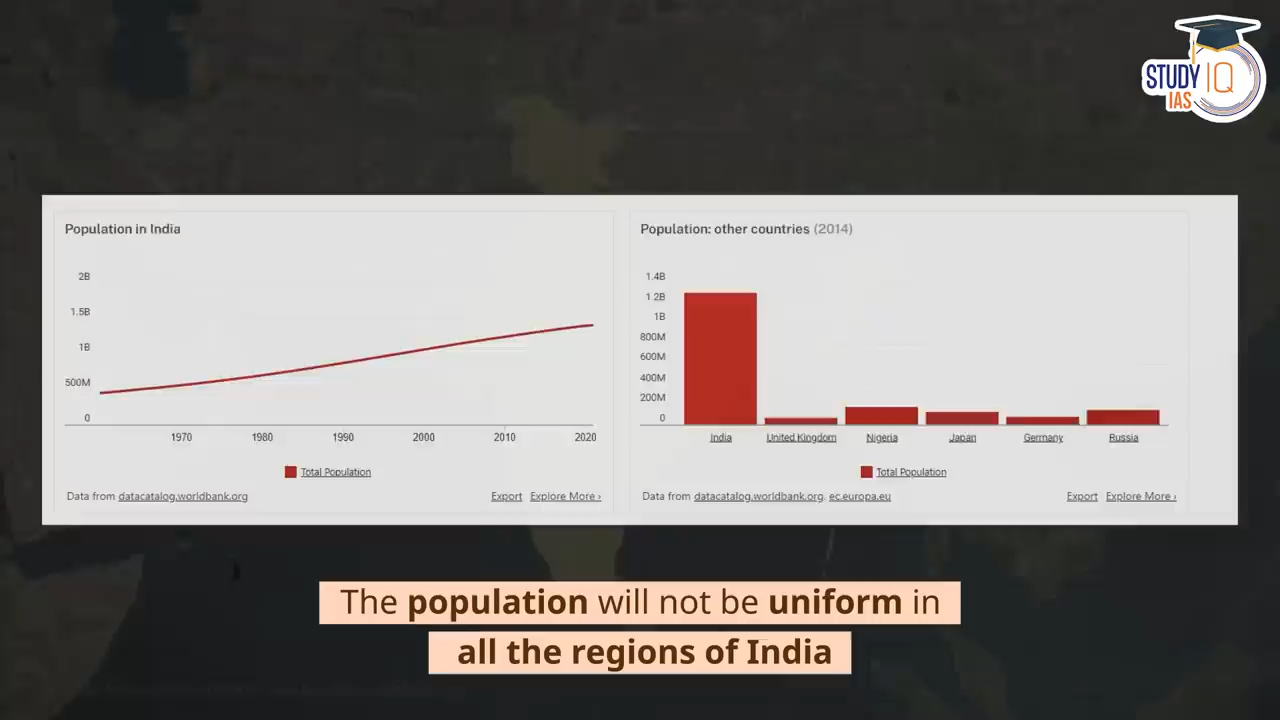 STUDY IQ
IAS
Population in India
2B
1.5B
1B
500M
0
1970 1980 1990 2000 2010 2020
Total Population
Data from datacatalog.worldbank.org
Export Explore More ›
Population: other countries (2014)
1.4B
1.2B
1B
800M
600M
400M
200M
0
India United Kingdom Nigeria Japan Germany Russia
Total Population
Data from datacatalog.worldbank.org, ec.europa.eu
Export Explore More ›
The population will not be uniform in
all the regions of India